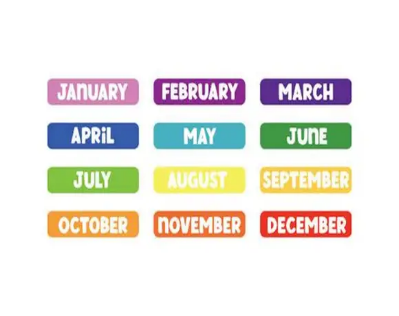 JANUARY FEBRUARY MARCH
APRIL MAY JUNE
JULY AUGUST SEPTEMBER
OCTOBER NOVEMBER DECEMBER